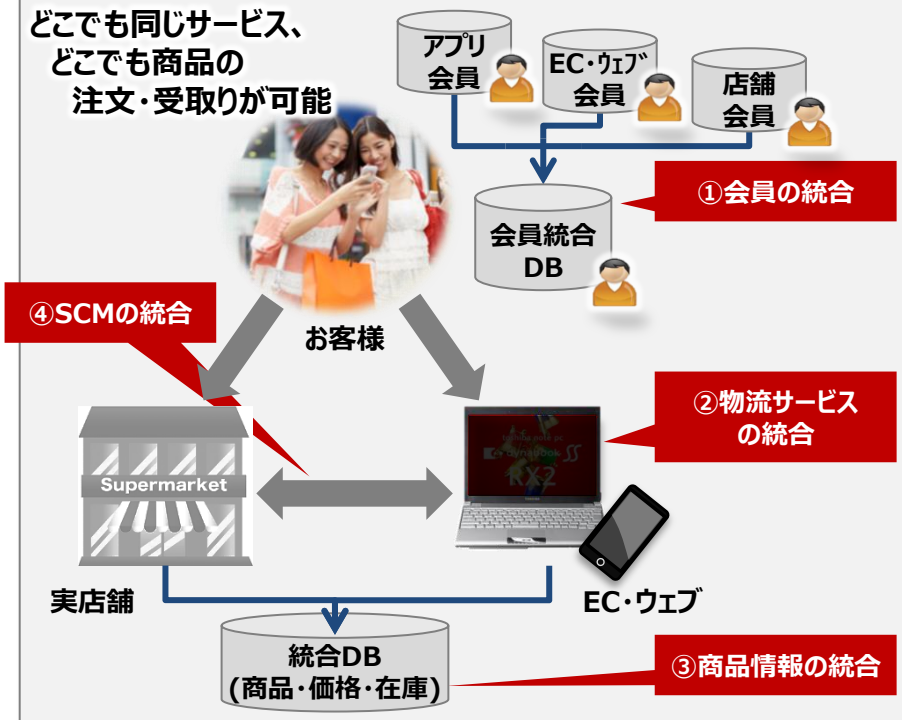 どこでも同じサービス、
どこでも商品の
注文・受取りが可能
アプリ
会員
EC・ｳｪﾌﾞ
会員
店舗
会員
①会員の統合
会員統合
DB
④SCMの統合
お客様
②物流サービス
の統合
dynabook
RX2
Supermarket
実店舗
EC・ウェブ
統合DB
(商品・価格・在庫)
③商品情報の統合